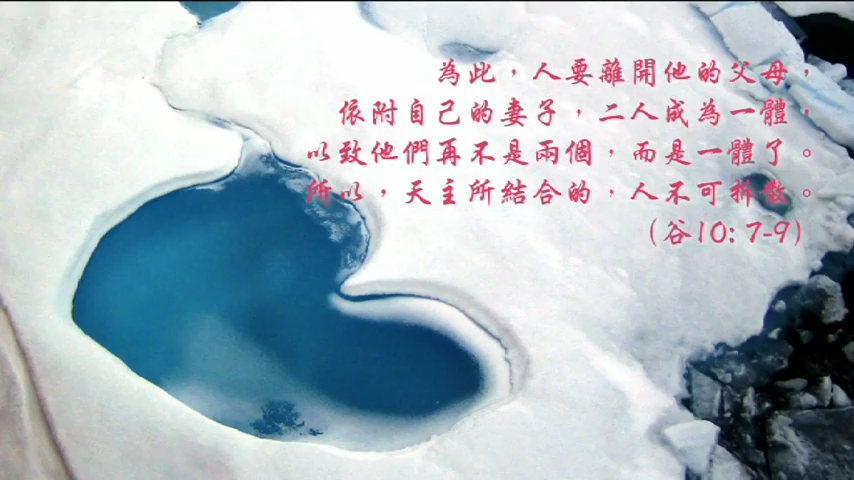 為此，人要離開他的父母，
依附自己的妻子，二人成為一體，
以致他們再不是兩個，而是一體了。
所以，天主所結合的，人不可拆散。
(谷10: 7-9)